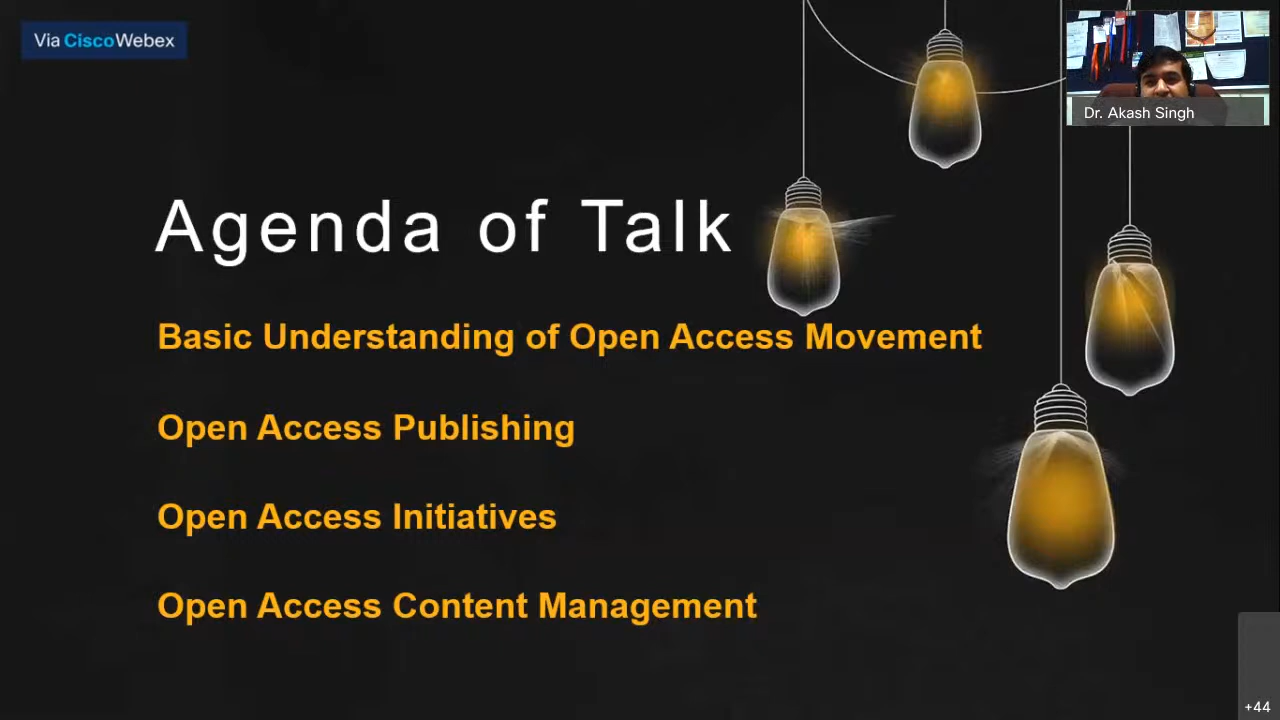 Via CiscoWebex
Dr. Akash Singh
Agenda of Talk
Basic Understanding of Open Access Movement
Open Access Publishing
Open Access Initiatives
Open Access Content Management
+44